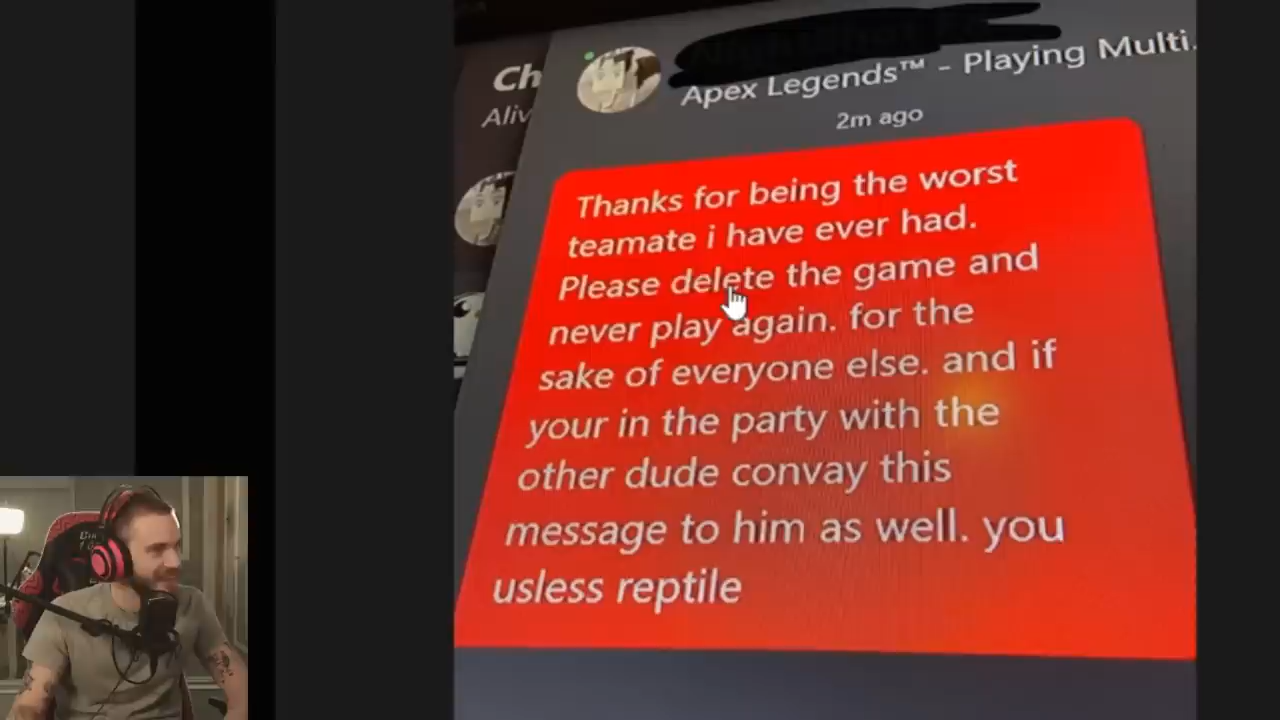 Ch
Apex Legends™ - Playing Multi.
Aliv
2m ago
Thanks for being the worst
teamate i have ever had.
Please delete the game and
never play again. for the
sake of everyone else. and if
your in the party with the
other dude convay this
message to him as well. you
usless reptile